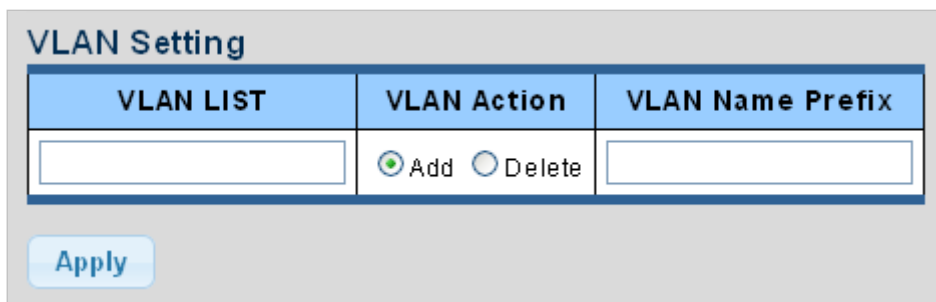 VLAN Setting
VLAN LIST VLAN Action VLAN Name Prefix
Add Delete
Apply